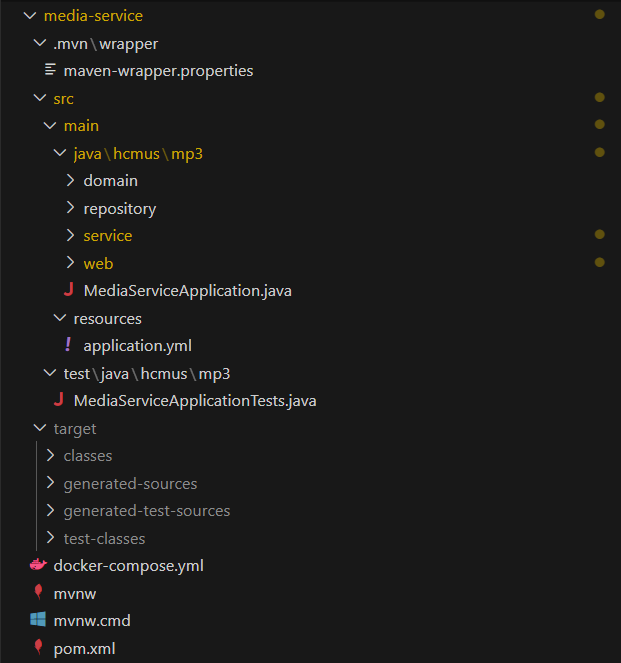 media-service
.mvn\wrapper
maven-wrapper.properties
src
main
java\hcmus\mp3
domain
repository
service
web
MediaServiceApplication.java
resources
application.yml
test\java\hcmus\mp3
MediaServiceApplicationTests.java
target
classes
generated-sources
generated-test-sources
test-classes
docker-compose.yml
mvnw
mvnw.cmd
pom.xml